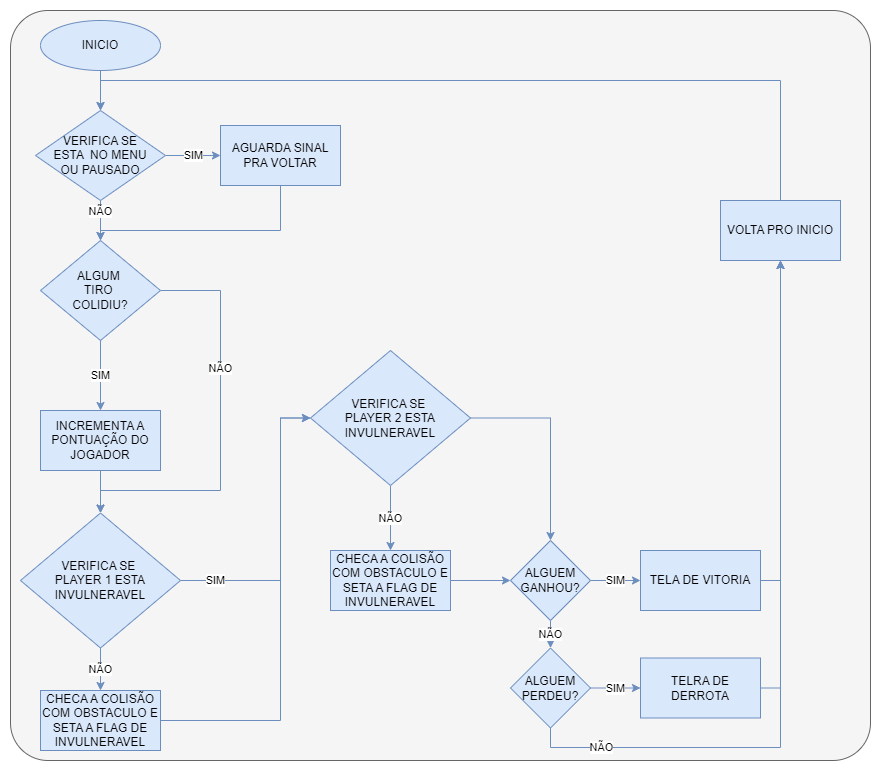 INICIO
VERIFICA SE
ESTA NO MENU
OU PAUSADO
SIM
AGUARDA SINAL
PRA VOLTAR
NÃO
VOLTA PRO INICIO
ALGUM
TIRO
COLIDIU?
NÃO
SIM
INCREMENTA A
PONTUAÇÃO DO
JOGADOR
VERIFICA SE
PLAYER 2 ESTA
INVULNERAVEL
NÃO
VERIFICA SE
PLAYER 1 ESTA
INVULNERAVEL
SIM
CHECA A COLISÃO
COM OBSTACULO E
SETA A FLAG DE
INVULNERAVEL
ALGUEM
GANHOU?
SIM
TELA DE VITORIA
NÃO
NÃO
CHECA A COLISÃO
COM OBSTACULO E
SETA A FLAG DE
INVULNERAVEL
ALGUEM
PERDEU?
SIM
TELRA DE
DERROTA
NÃO